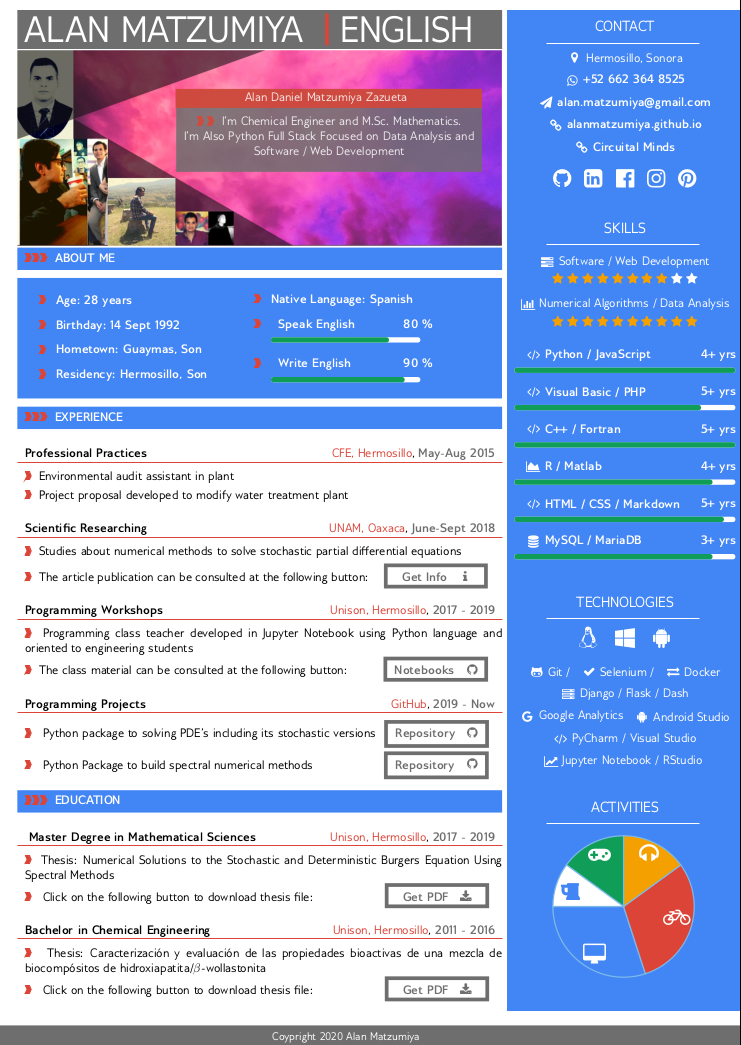 ALAN MATZUMIYA | ENGLISH
Alan Daniel Matzumiya Zazueta
I'm Chemical Engineer and M.Sc. Mathematics.
I'm Also Python Full Stack Focused on Data Analysis and
Software / Web Development
ABOUT ME
Age: 28 years
Birthday: 14 Sept 1992
Hometown: Guaymas, Son
Residency: Hermosillo, Son
Native Language: Spanish
Speak English 80 %
Write English 90 %
EXPERIENCE
Professional Practices CFE, Hermosillo, May-Aug 2015
Environmental audit assistant in plant
Project proposal developed to modify water treatment plant
Scientific Researching UNAM, Oaxaca, June-Sept 2018
Studies about numerical methods to solve stochastic partial differential equations
The article publication can be consulted at the following button: Get Info
Programming Workshops Unison, Hermosillo, 2017 - 2019
Programming class teacher developed in Jupyter Notebook using Python language and
oriented to engineering students
The class material can be consulted at the following button: Notebooks
Programming Projects GitHub, 2019 - Now
Python package to solving PDE's including its stochastic versions Repository
Python Package to build spectral numerical methods Repository
EDUCATION
Master Degree in Mathematical Sciences Unison, Hermosillo, 2017 - 2019
Thesis: Numerical Solutions to the Stochastic and Deterministic Burgers Equation Using
Spectral Methods
Click on the following button to download thesis file: Get PDF
Bachelor in Chemical Engineering Unison, Hermosillo, 2011 - 2016
Thesis: Caracterización y evaluación de las propiedades bioactivas de una mezcla de
biocompósitos de hidroxiapatita/β-wollastonita
Click on the following button to download thesis file: Get PDF
CONTACT
Hermosillo, Sonora
+52 662 364 8525
alan.matzumiya@gmail.com
alanmatzumiya.github.io
Circuital Minds
SKILLS
Software / Web Development
Numerical Algorithms / Data Analysis
Python / JavaScript 4+ yrs
Visual Basic / PHP 5+ yrs
C++ / Fortran 5+ yrs
R / Matlab 4+ yrs
HTML / CSS / Markdown 5+ yrs
MySQL / MariaDB 3+ yrs
TECHNOLOGIES
Git / Selenium / Docker
Django / Flask / Dash
Google Analytics Android Studio
PyCharm / Visual Studio
Jupyter Notebook / RStudio
ACTIVITIES
Copyright 2020 Alan Matzumiya